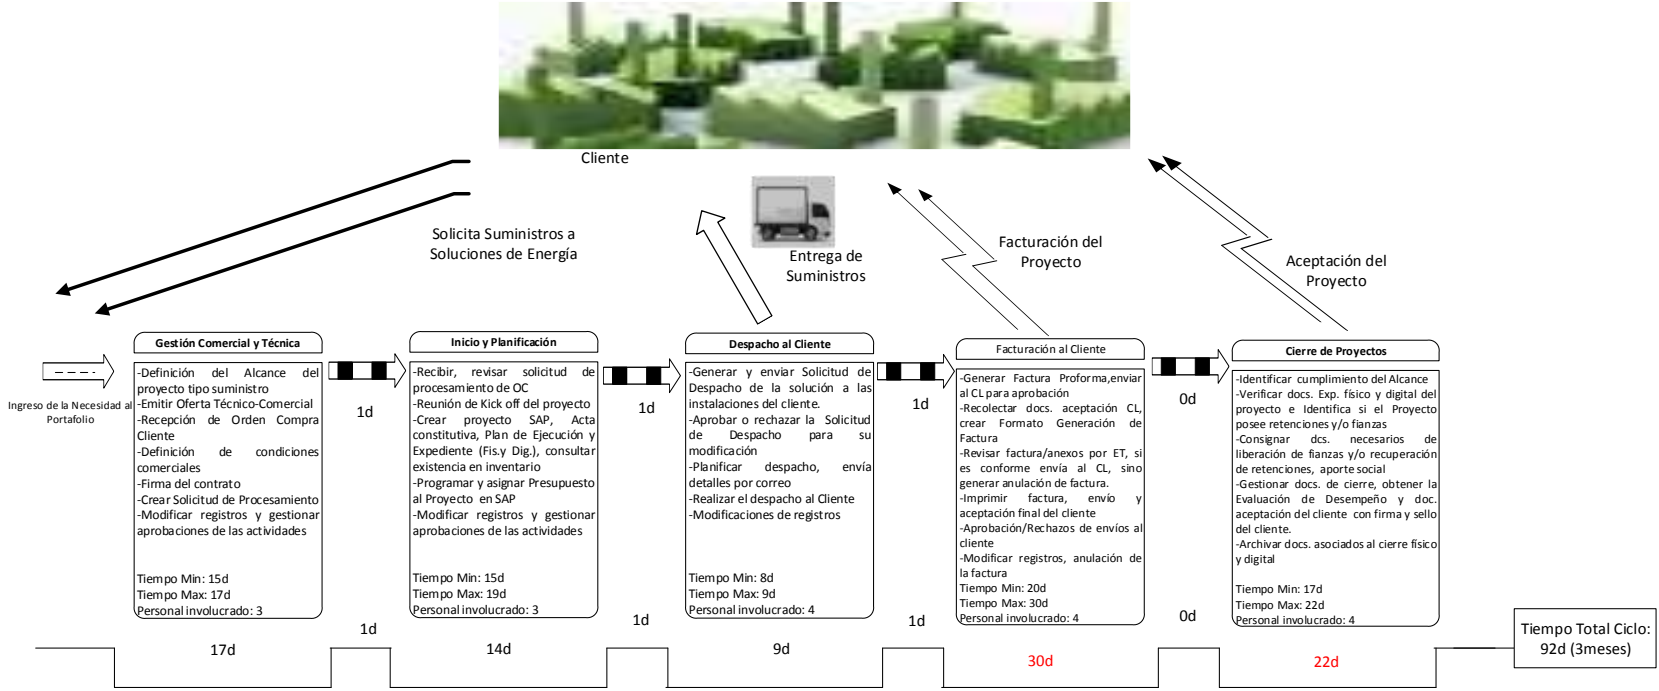 Cliente
Solicita Suministros a
Soluciones de Energía
Entrega de
Suministros
Facturación del
Proyecto
Aceptación del
Proyecto
Ingreso de la Necesidad al
Portafolio
Gestión Comercial y Técnica
-Definición del Alcance del
proyecto tipo suministro
-Emitir Oferta Técnico-Comercial
-Recepción de Orden Compra
Cliente
-Definición de condiciones
comerciales
-Firma del contrato
-Crear Solicitud de Procesamiento
-Modificar registros y gestionar
aprobaciones de las actividades
Tiempo Min: 15d
Tiempo Max: 17d
Personal involucrado: 3
1d
Inicio y Planificación
-Recibir, revisar solicitud de
procesamiento de OC
-Reunión de Kick off del proyecto
-Crear proyecto SAP, Acta
constitutiva, Plan de Ejecución y
Expediente (Fis.y Dig.), consultar
existencia en inventario
-Programar y asignar Presupuesto
al Proyecto en SAP
-Modificar registros y gestionar
aprobaciones de las actividades
Tiempo Min: 15d
Tiempo Max: 19d
Personal involucrado: 3
1d
Despacho al Cliente
-Generar y enviar Solicitud de
Despacho de la solución a las
instalaciones del cliente.
-Aprobar o rechazar la Solicitud
de Despacho para su
modificación
-Planificar despacho, envía
detalles por correo
-Realizar el despacho al Cliente
-Modificaciones de registros
Tiempo Min: 8d
Tiempo Max: 9d
Personal involucrado: 4
1d
Facturación al Cliente
-Generar Factura Proforma,enviar
al CL para aprobación
-Recolectar docs. aceptación CL,
crear Formato Generación de
Factura
-Revisar factura/anexos por ET, si
es conforme envía al CL, sino
generar anulación de factura.
-Imprimir factura, envío y
aceptación final del cliente
-Aprobación/Rechazos de envíos al
cliente
-Modificar registros, anulación de
la factura
Tiempo Min: 20d
Tiempo Max: 30d
Personal involucrado: 4
0d
Cierre de Proyectos
-Identificar cumplimiento del Alcance
-Verificar docs. Exp. físico y digital del
proyecto e Identifica si el Proyecto
posee retenciones y/o fianzas
-Consignar dcs. necesarios de
liberación de fianzas y/o recuperación
de retenciones, aporte social
-Gestionar docs. de cierre, obtener la
Evaluación de Desempeño y doc.
aceptación del cliente con firma y sello
del cliente.
-Archivar docs. asociados al cierre físico
y digital
Tiempo Min: 17d
Tiempo Max: 22d
Personal involucrado: 4
17d
1d
14d
1d
9d
1d
30d
0d
22d
Tiempo Total Ciclo:
92d (3meses)